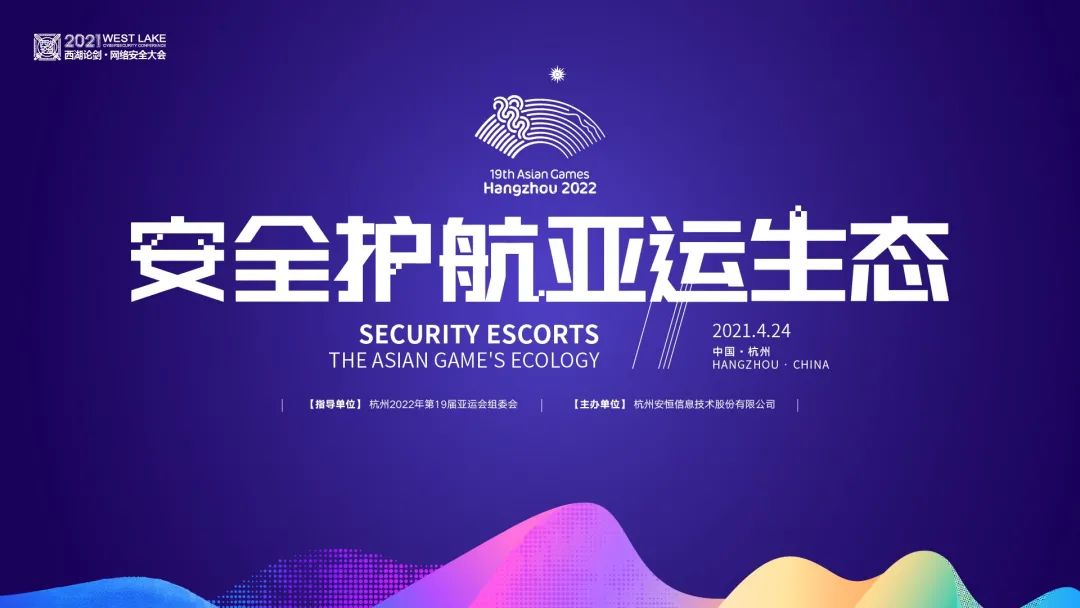 2021 WEST LAKE
CYBERSECURITY CONFERENCE
西湖论剑·网络安全大会
19th Asian Games
Hangzhou 2022
安全护航亚运生态
SECURITY ESCORTS
THE ASIAN GAME'S ECOLOGY
2021.4.24
中国·杭州
HANGZHOU · CHINA
【指导单位】 杭州2022年第19届亚运会组委会
【主办单位】 杭州安恒信息技术股份有限公司